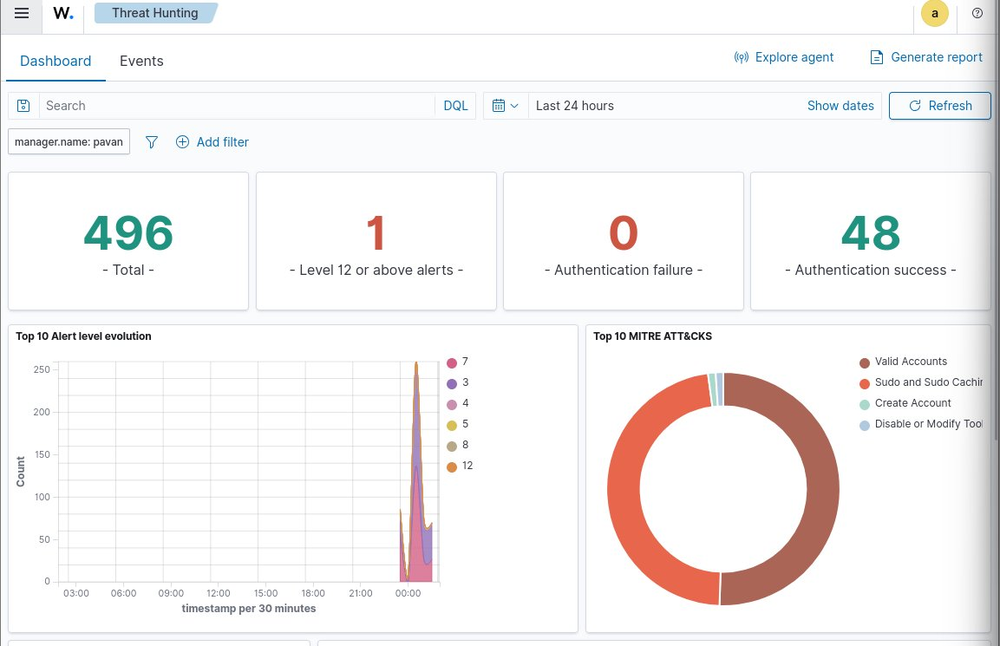 W.
Threat Hunting
a
Dashboard
Events
Explore agent
Generate report
Search
DQL
Last 24 hours
Show dates
Refresh
manager.name: pavan
Add filter
496
- Total -
1
- Level 12 or above alerts -
0
- Authentication failure -
48
- Authentication success -
Top 10 Alert level evolution
250
200
150
100
50
0
Count
03:00 06:00 09:00 12:00 15:00 18:00 21:00 00:00
timestamp per 30 minutes
7
3
4
5
8
12
Top 10 MITRE ATT&CKS
Valid Accounts
Sudo and Sudo Cachin
Create Account
Disable or Modify Tool